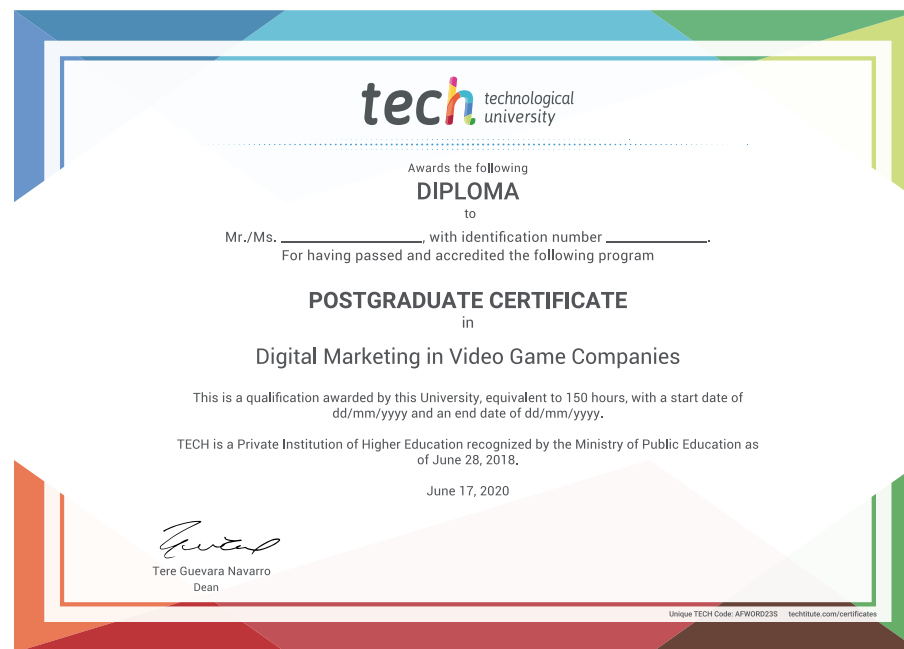 tech technological
university
Awards the following
DIPLOMA
to
Mr./Ms. ____________, with identification number _________.
For having passed and accredited the following program
POSTGRADUATE CERTIFICATE
in
Digital Marketing in Video Game Companies
This is a qualification awarded by this University, equivalent to 150 hours, with a start date of
dd/mm/yyyy and an end date of dd/mm/yyyy.
TECH is a Private Institution of Higher Education recognized by the Ministry of Public Education as
of June 28, 2018.
June 17, 2020
Tere Guevara Navarro
Dean
Unique TECH Code: AFWORD23S techtitute.com/certificates